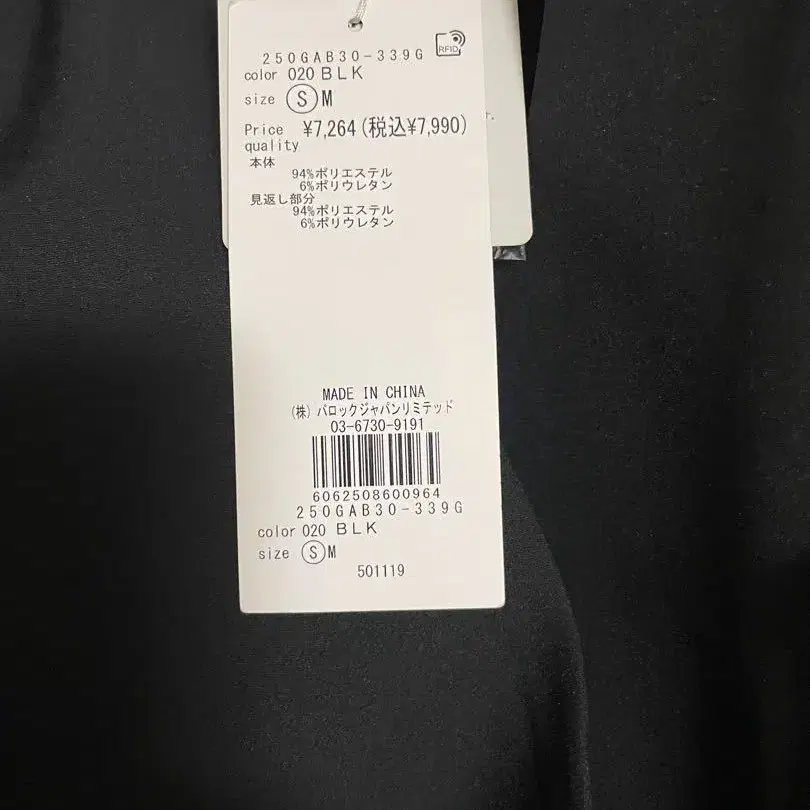 250GAB30-339G
RFID
color 020 BLK
size S M
Price ¥7,264(税込¥7,990)
quality
本体
94%ポリエステル
6%ポリウレタン
見返し部分
94%ポリエステル
6%ポリウレタン
MADE IN CHINA
(株)バロックジャパンリミテッド
03-6730-9191
6062508600964
250GAB30-339G
color 020 BLK
size S M
501119